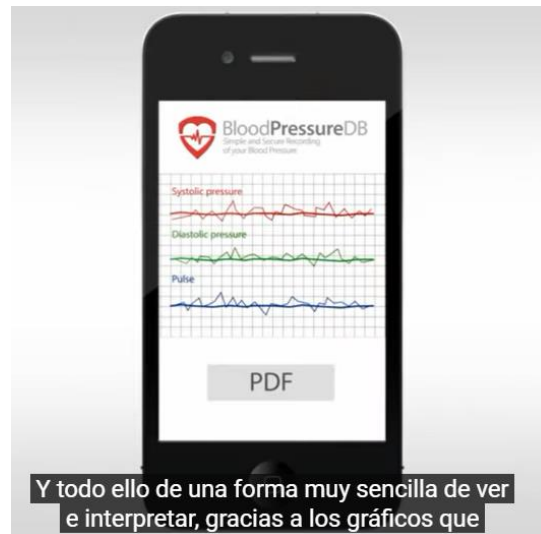 BloodPressureDB
Simple and Secure Recording
of your Blood Pressure
Systolic pressure
Diastolic pressure
Pulse
PDF
Y todo ello de una forma muy sencilla de ver
e interpretar, gracias a los gráficos que